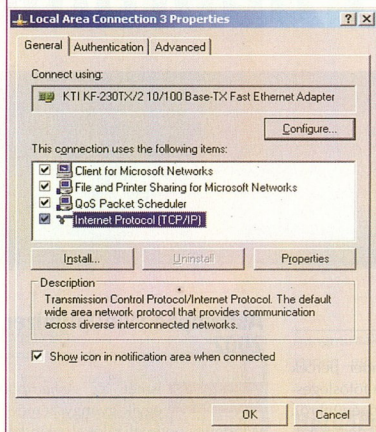 Local Area Connection 3 Properties
General Authentication Advanced
Connect using:
KTI KF-230TX/2 10/100 Base-TX Fast Ethernet Adapter
Configure...
This connection uses the following items:
Client for Microsoft Networks
File and Printer Sharing for Microsoft Networks
QoS Packet Scheduler
Internet Protocol (TCP/IP)
Install... Uninstall Properties
Description
Transmission Control Protocol/Internet Protocol. The default
wide area network protocol that provides communication
across diverse interconnected networks.
Show icon in notification area when connected
OK Cancel